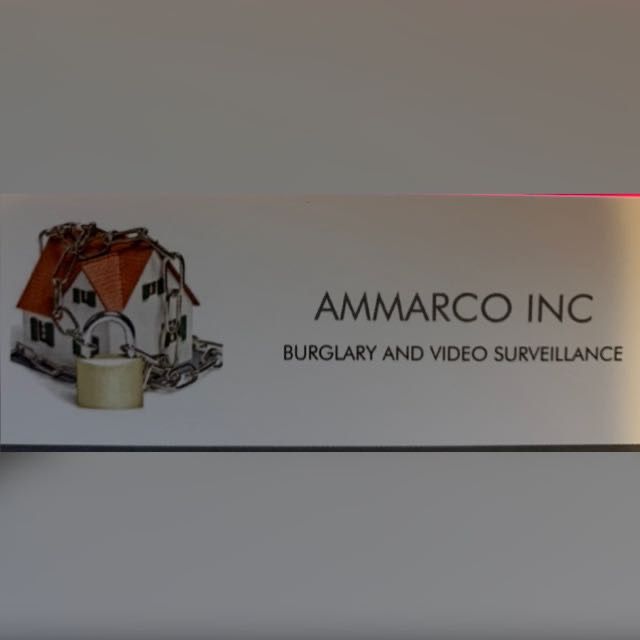 AMMARCO INC
BURGLARY AND VIDEO SURVEILLANCE